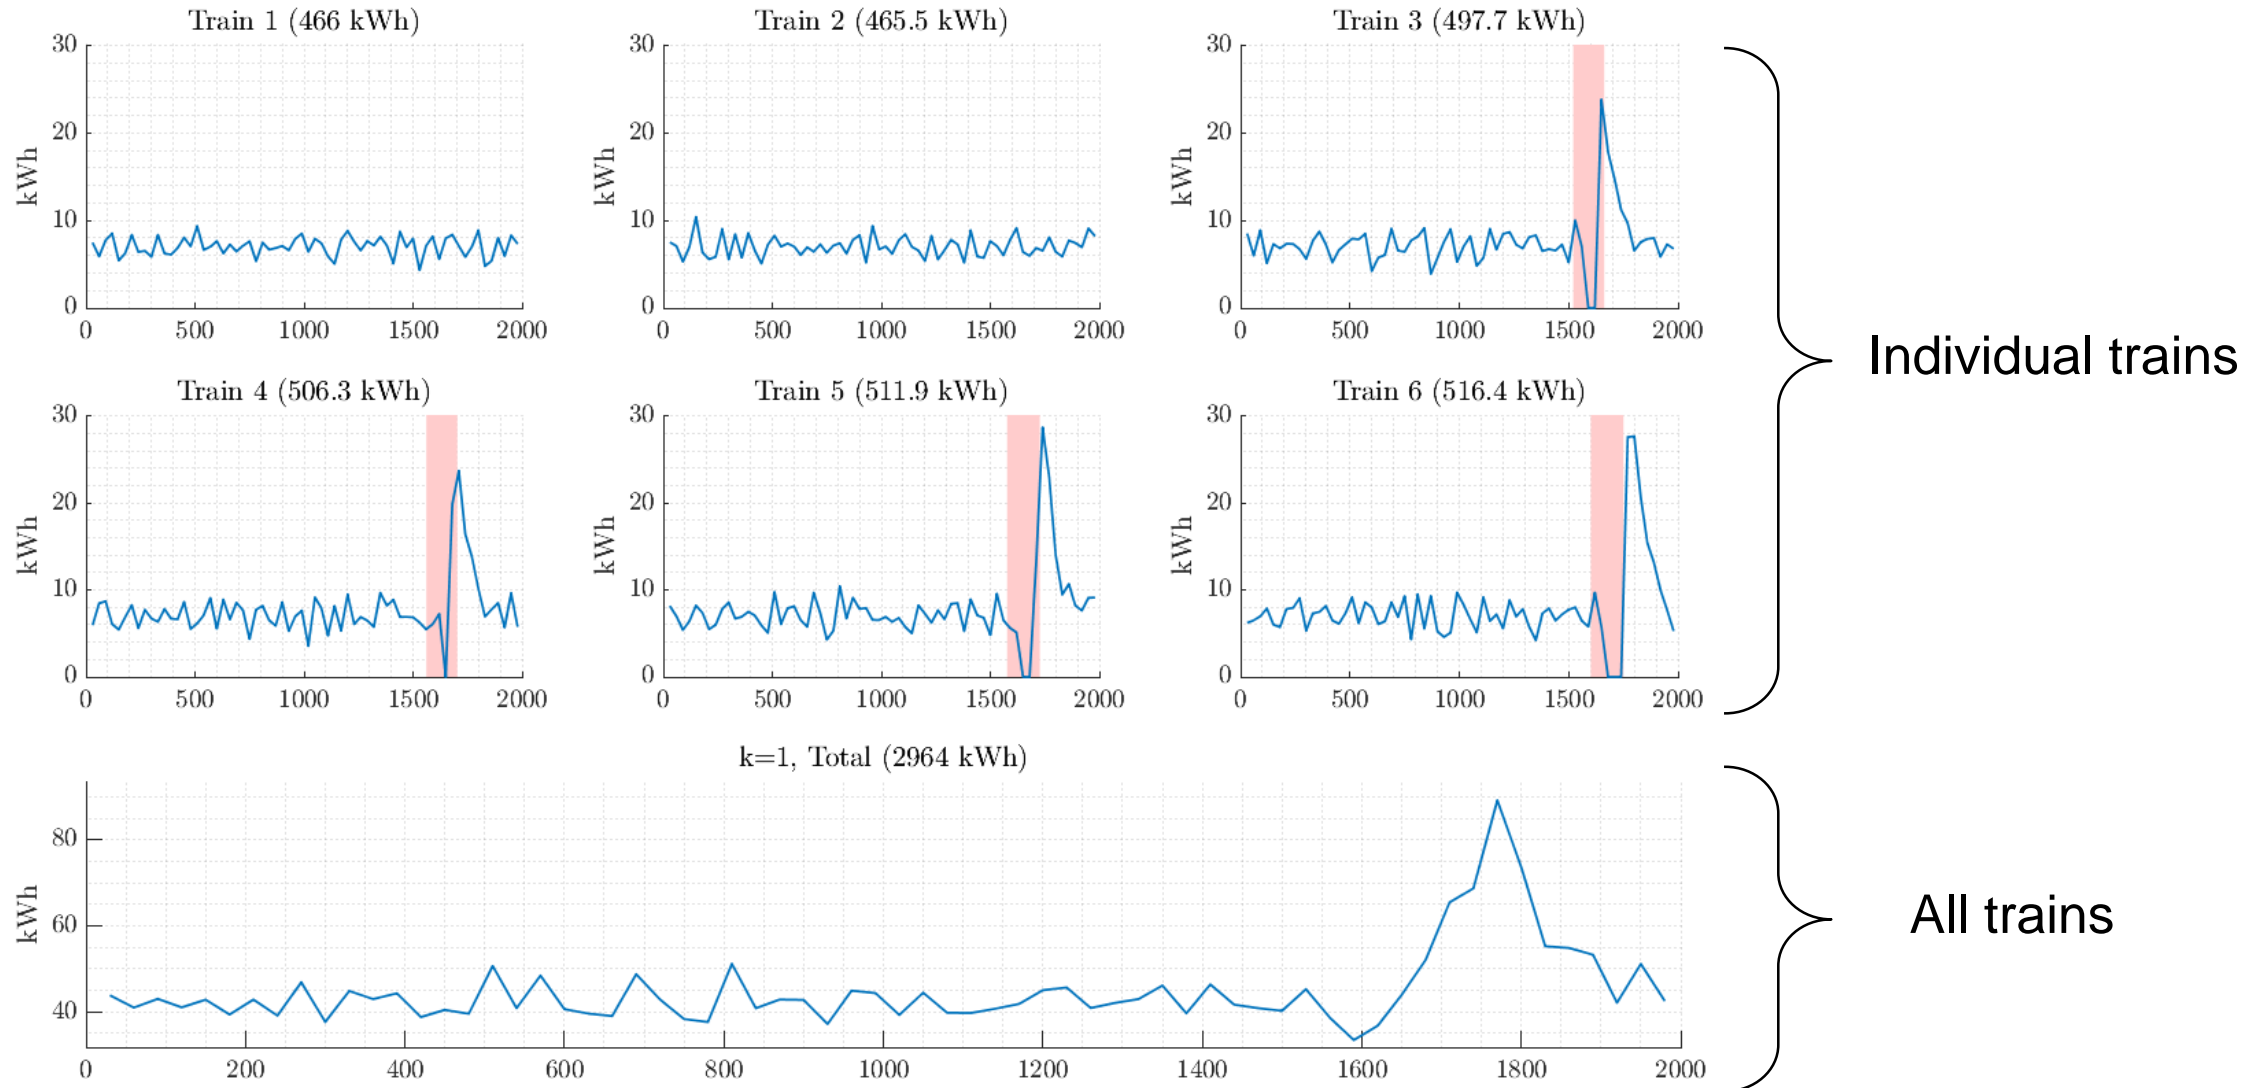 Train 1 (466 kWh)
30
20
10
0
kWh
0 500 1000 1500 2000
Train 2 (465.5 kWh)
30
20
10
0
kWh
0 500 1000 1500 2000
Train 3 (497.7 kWh)
30
20
10
0
kWh
0 500 1000 1500 2000
Train 4 (506.3 kWh)
30
20
10
0
kWh
0 500 1000 1500 2000
Train 5 (511.9 kWh)
30
20
10
0
kWh
0 500 1000 1500 2000
Train 6 (516.4 kWh)
30
20
10
0
kWh
0 500 1000 1500 2000
Individual trains
k=1, Total (2964 kWh)
80
60
40
kWh
0 200 400 600 800 1000 1200 1400 1600 1800 2000
All trains